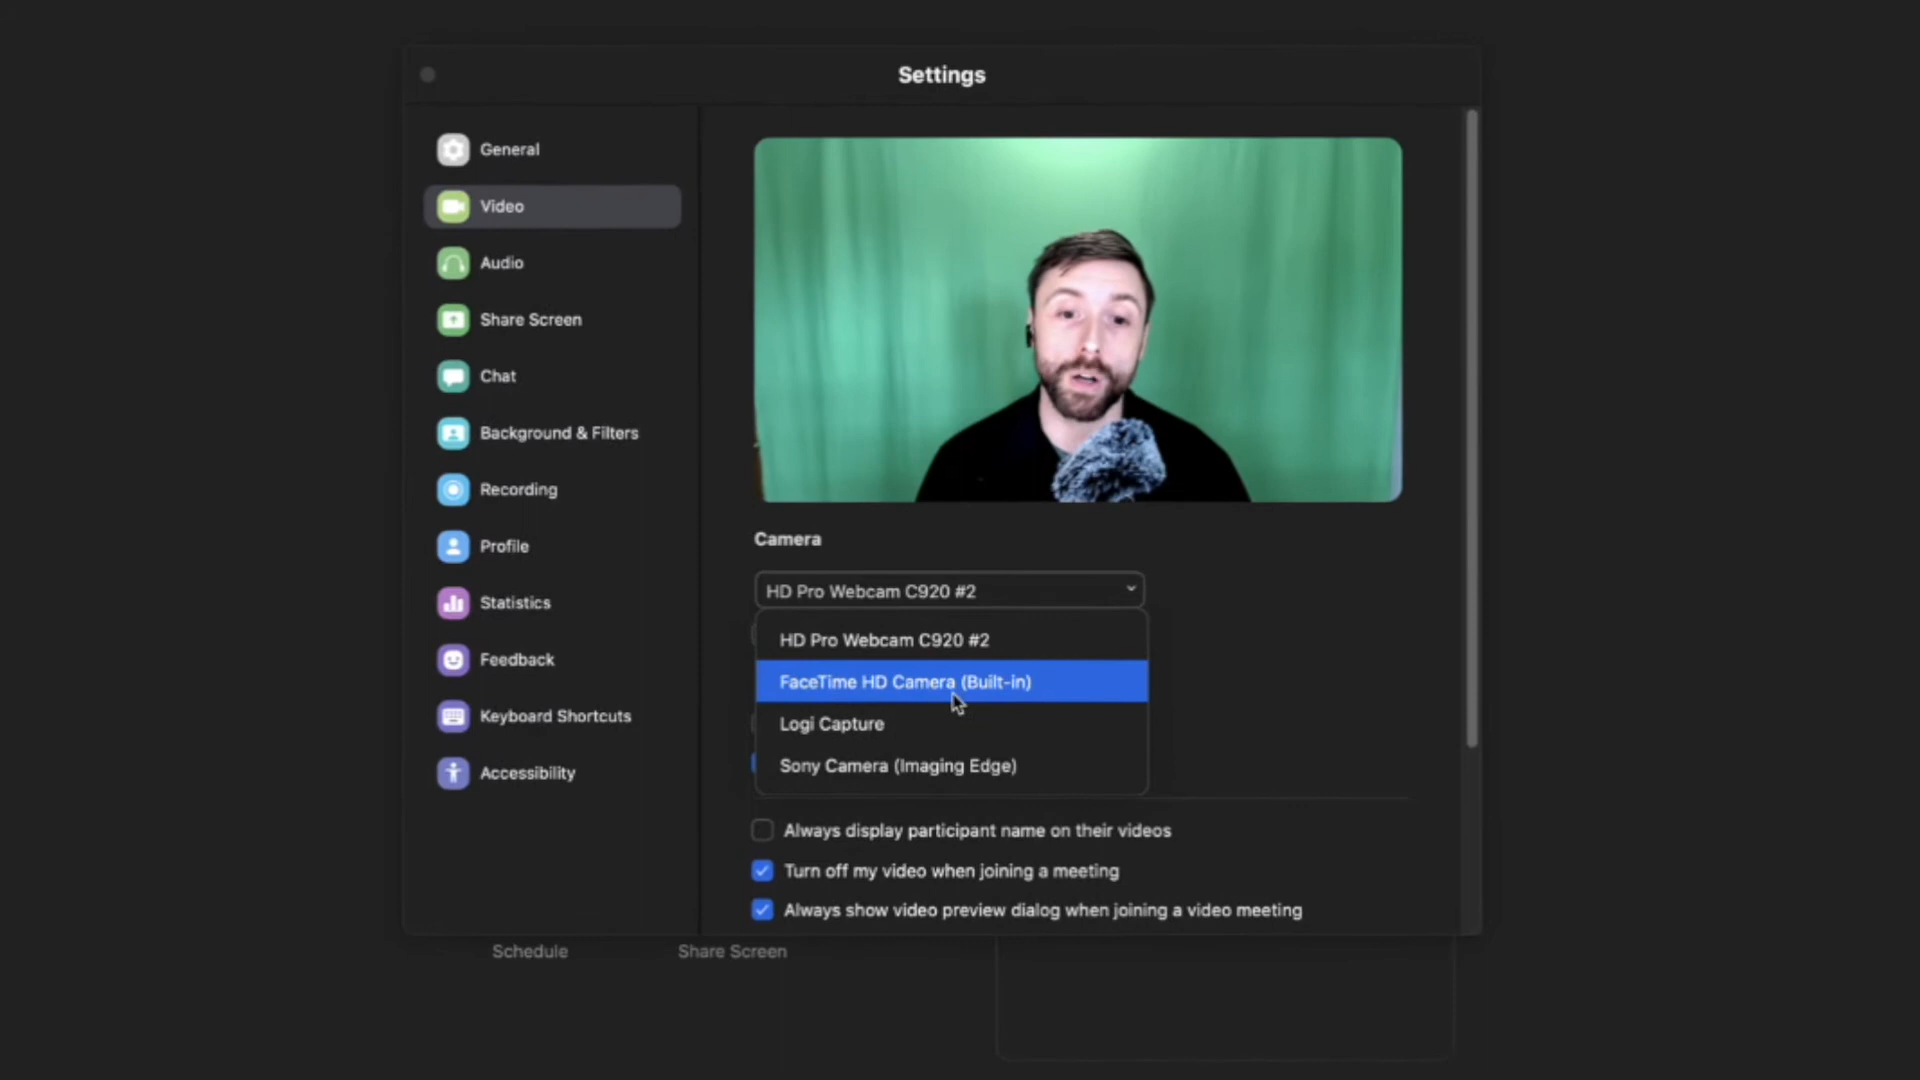 Settings
General
Video
Audio
Share Screen
Chat
Background & Filters
Recording
Profile
Statistics
Feedback
Keyboard Shortcuts
Accessibility
Camera
HD Pro Webcam C920 #2
HD Pro Webcam C920 #2
FaceTime HD Camera (Built-in)
Logi Capture
Sony Camera (Imaging Edge)
Always display participant name on their videos
Turn off my video when joining a meeting
Always show video preview dialog when joining a video meeting
Schedule
Share Screen